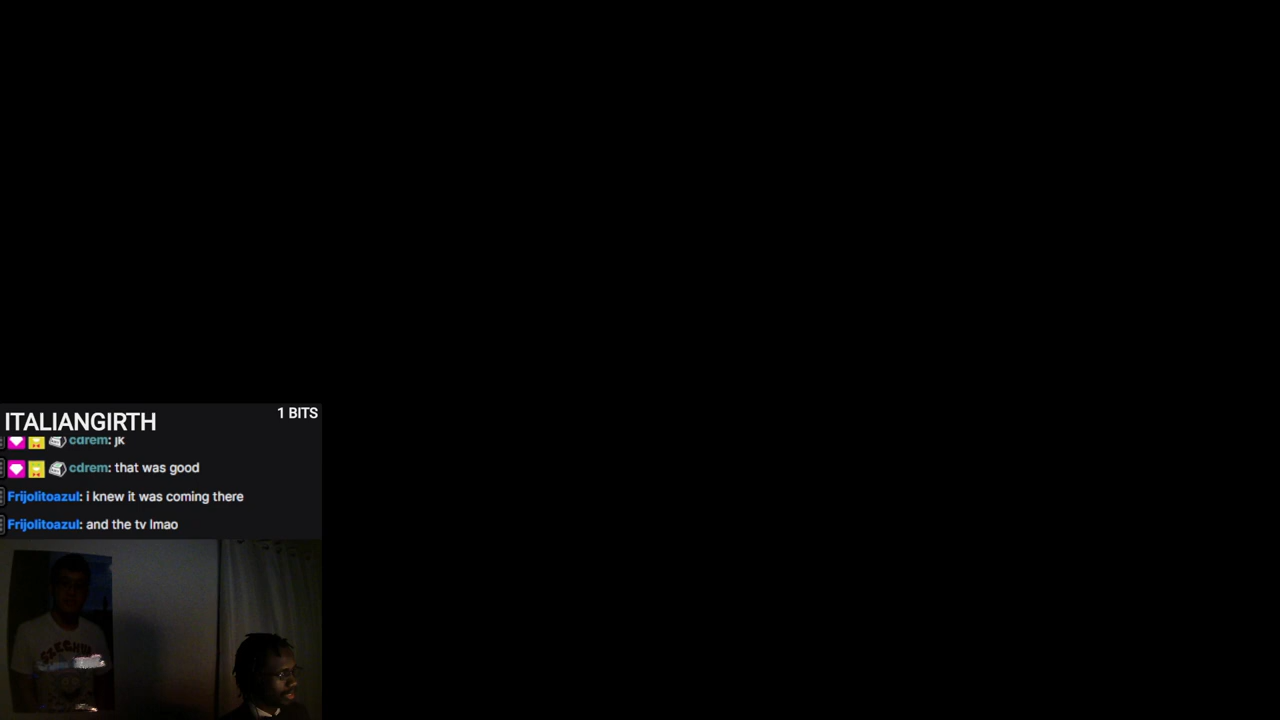 ITALIANGIRTH
1 BITS
cdrem: jk
cdrem: that was good
Frijolitoazul: i knew it was coming there
Frijolitoazul: and the tv lmao